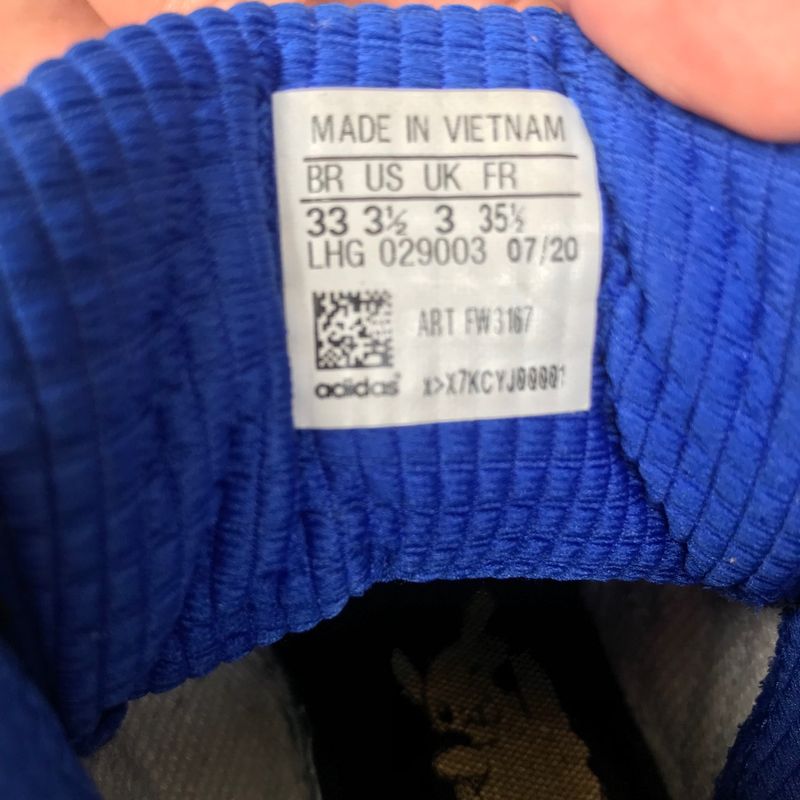 MADE IN VIETNAM
BR US UK FR
33 3½ 3 35½
LHG 029003 07/20
ART FW3167
adidas x>X7KCYJ00001